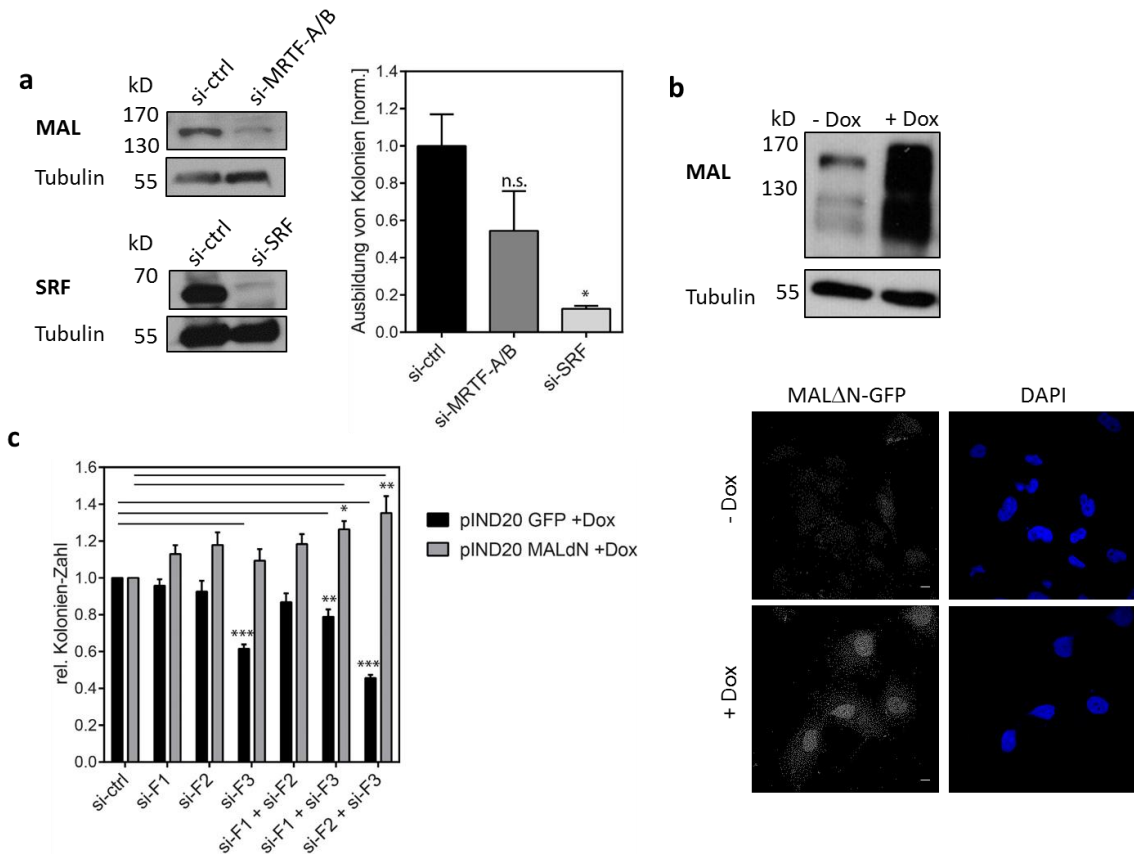 a
kD
si-ctrl
si-MRTF-A/B
MAL
170
130
Tubulin
55
kD
si-ctrl
si-SRF
SRF
70
Tubulin
55
Ausbildung von Kolonien [norm.]
1.4
1.2
1.0
0.8
0.6
0.4
0.2
0.0
n.s.
*
si-ctrl
si-MRTF-A/B
si-SRF
b
kD
- Dox
+ Dox
MAL
170
130
Tubulin
55
MALΔN-GFP
DAPI
- Dox
+ Dox
c
rel. Kolonien-Zahl
1.6
1.4
1.2
1.0
0.8
0.6
0.4
0.2
0.0
***
**
*
***
**
pIND20 GFP +Dox
pIND20 MALdN +Dox
si-ctrl
si-F1
si-F2
si-F3
si-F1 + si-F2
si-F1 + si-F3
si-F2 + si-F3